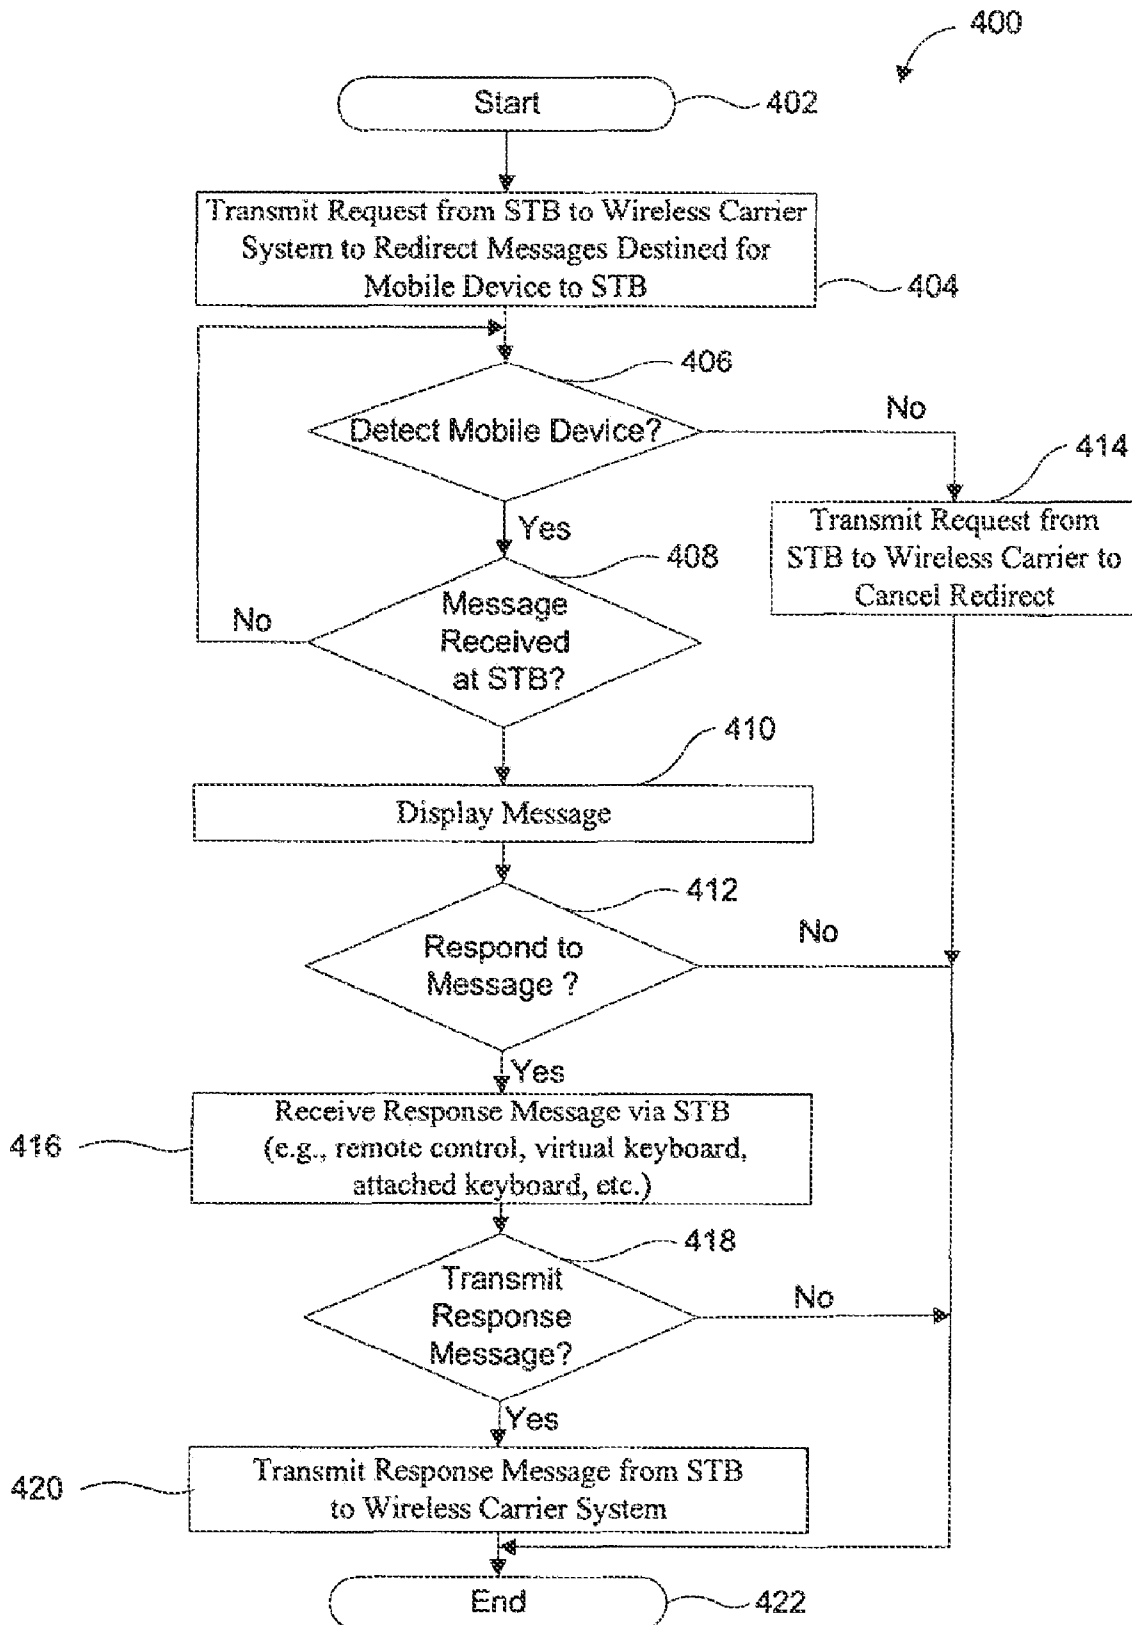 400
Start
402
Transmit Request from STB to Wireless Carrier
System to Redirect Messages Destined for
Mobile Device to STB
404
406
Detect Mobile Device?
No
414
Yes
Transmit Request from
STB to Wireless Carrier to
Cancel Redirect
408
Message
Received
at STB?
No
410
Display Message
412
Respond to
Message ?
No
Yes
416
Receive Response Message via STB
(e.g., remote control, virtual keyboard,
attached keyboard, etc.)
418
Transmit
Response
Message?
No
Yes
420
Transmit Response Message from STB
to Wireless Carrier System
End
422